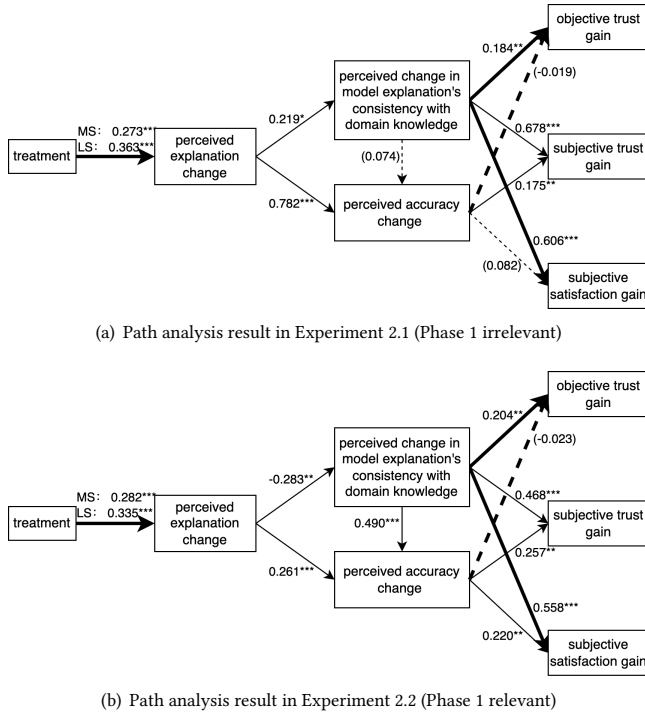 objective trust
gain
0.184**
(-0.019)
perceived change in
model explanation's
consistency with
domain knowledge
0.219*
0.678***
MS: 0.273***
LS: 0.363***
treatment
perceived
explanation
change
(0.074)
subjective trust
gain
0.175**
0.782***
perceived accuracy
change
0.606***
(0.082)
subjective
satisfaction gain
(a) Path analysis result in Experiment 2.1 (Phase 1 irrelevant)
objective trust
gain
0.204**
(-0.023)
perceived change in
model explanation's
consistency with
domain knowledge
-0.283**
0.468***
MS: 0.282***
LS: 0.335***
treatment
perceived
explanation
change
0.490***
subjective trust
gain
0.257**
0.261***
perceived accuracy
change
0.558***
0.220**
subjective
satisfaction gain
(b) Path analysis result in Experiment 2.2 (Phase 1 relevant)